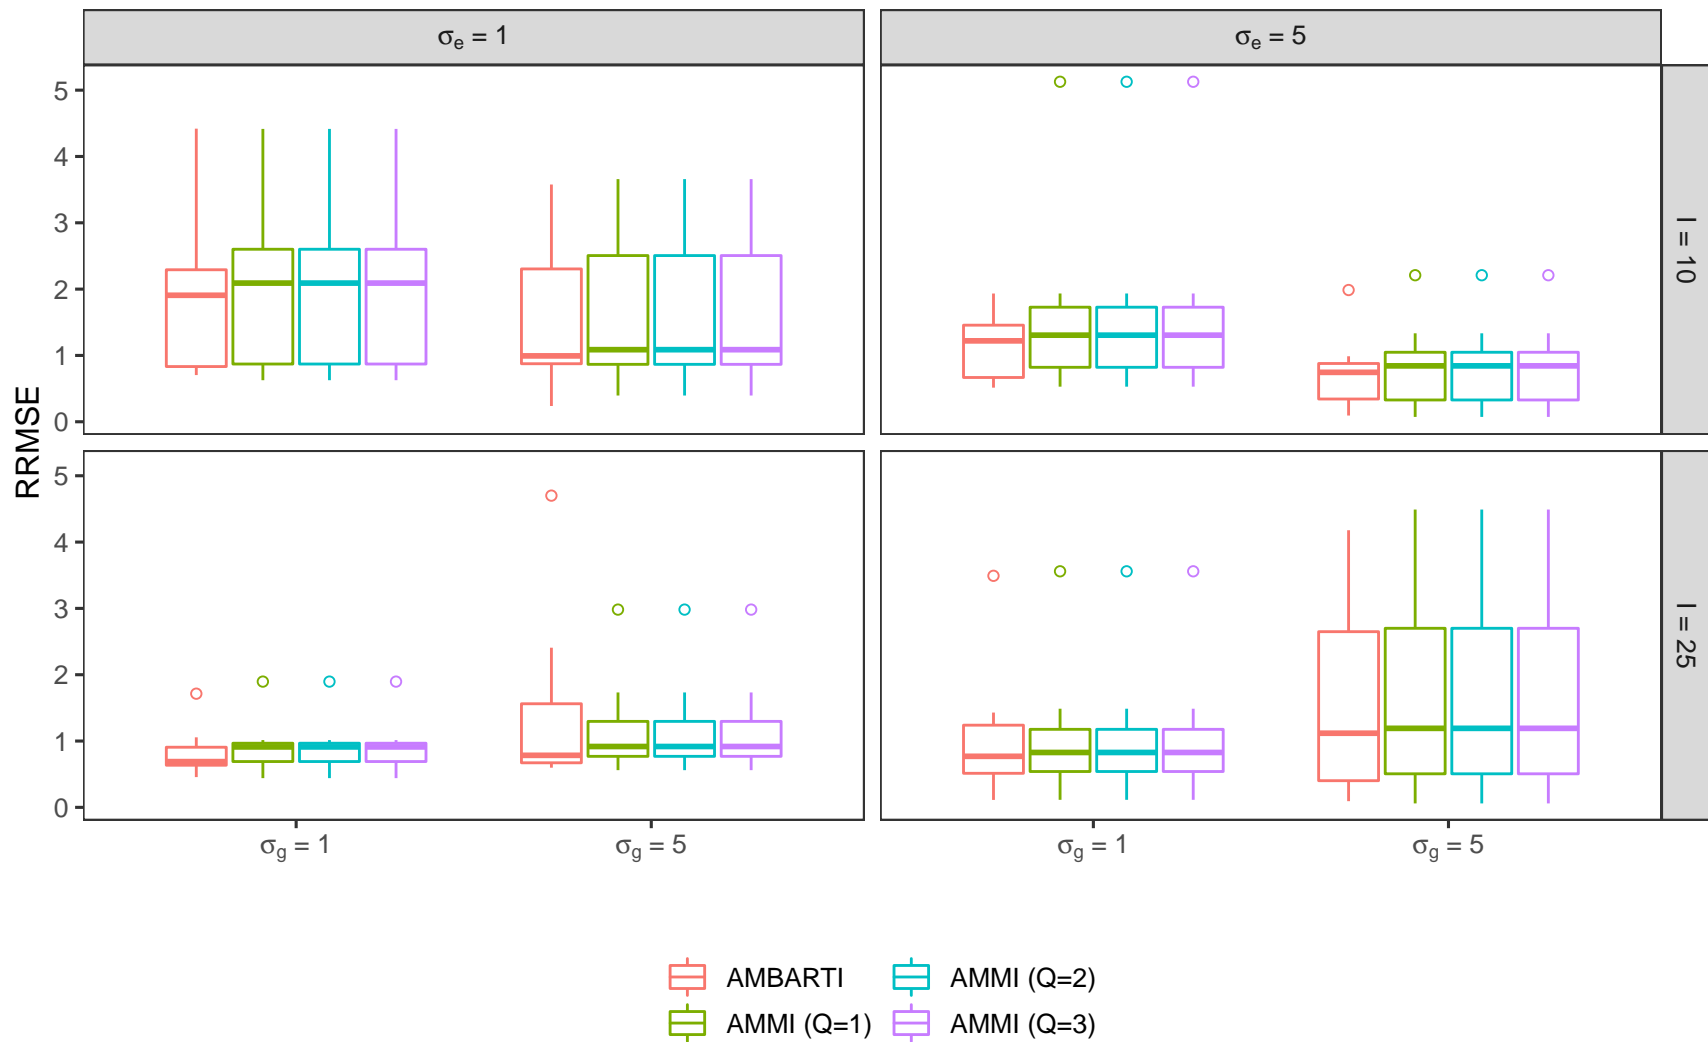 σe = 1
σe = 5
RRMSE
5
4
3
2
1
0
I = 10
5
4
3
2
1
0
I = 25
σg = 1
σg = 5
σg = 1
σg = 5
AMBARTI
AMMI (Q=2)
AMMI (Q=1)
AMMI (Q=3)